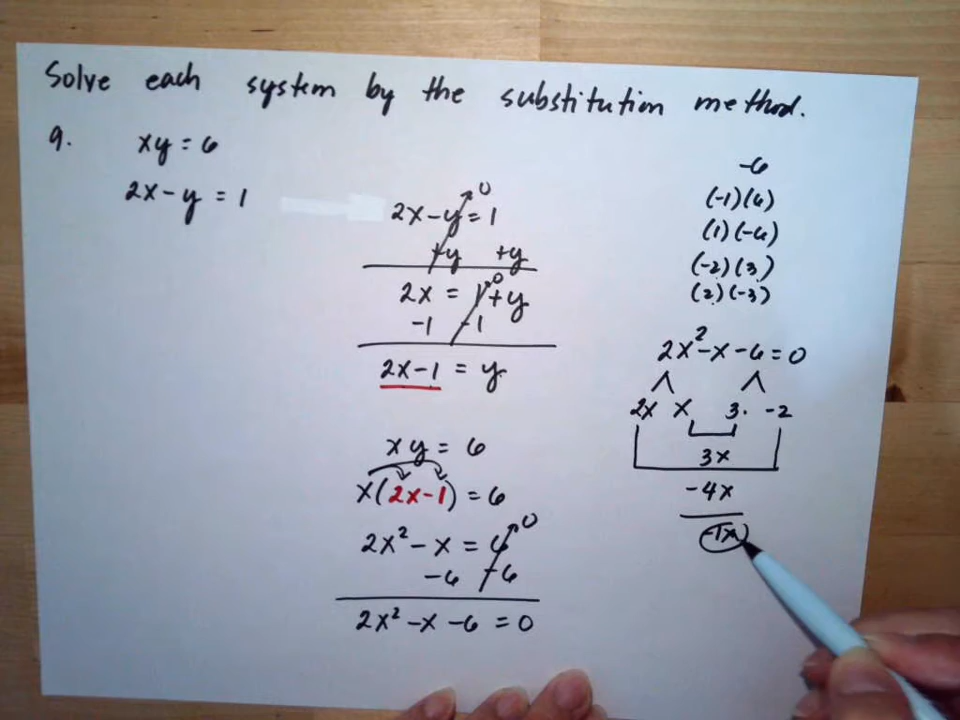 Solve each system by the substitution method.
9. xy = 6
2x - y = 1
2x - y = 1
+y +y
2x = 1 + y
-1 -1
2x - 1 = y
xy = 6
x(2x - 1) = 6
2x² - x = 6
-6 -6
2x² - x - 6 = 0
-6
(-1)(6)
(1)(-6)
(-2)(3)
(2)(-3)
2x² - x - 6 = 0
2x x 3 · -2
3x
-4x
-1x